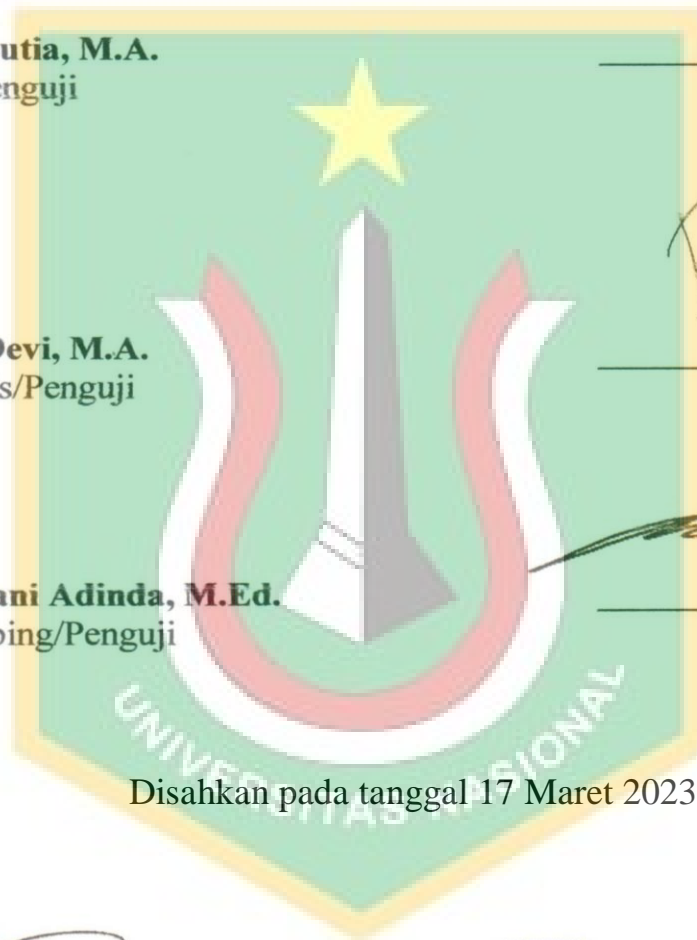 utia, M.A.
enguji
Devi, M.A.
s/Penguji
ani Adinda, M.Ed.
bing/Penguji
UNIVERSITAS NASIONAL
Disahkan pada tanggal 17 Maret 2023